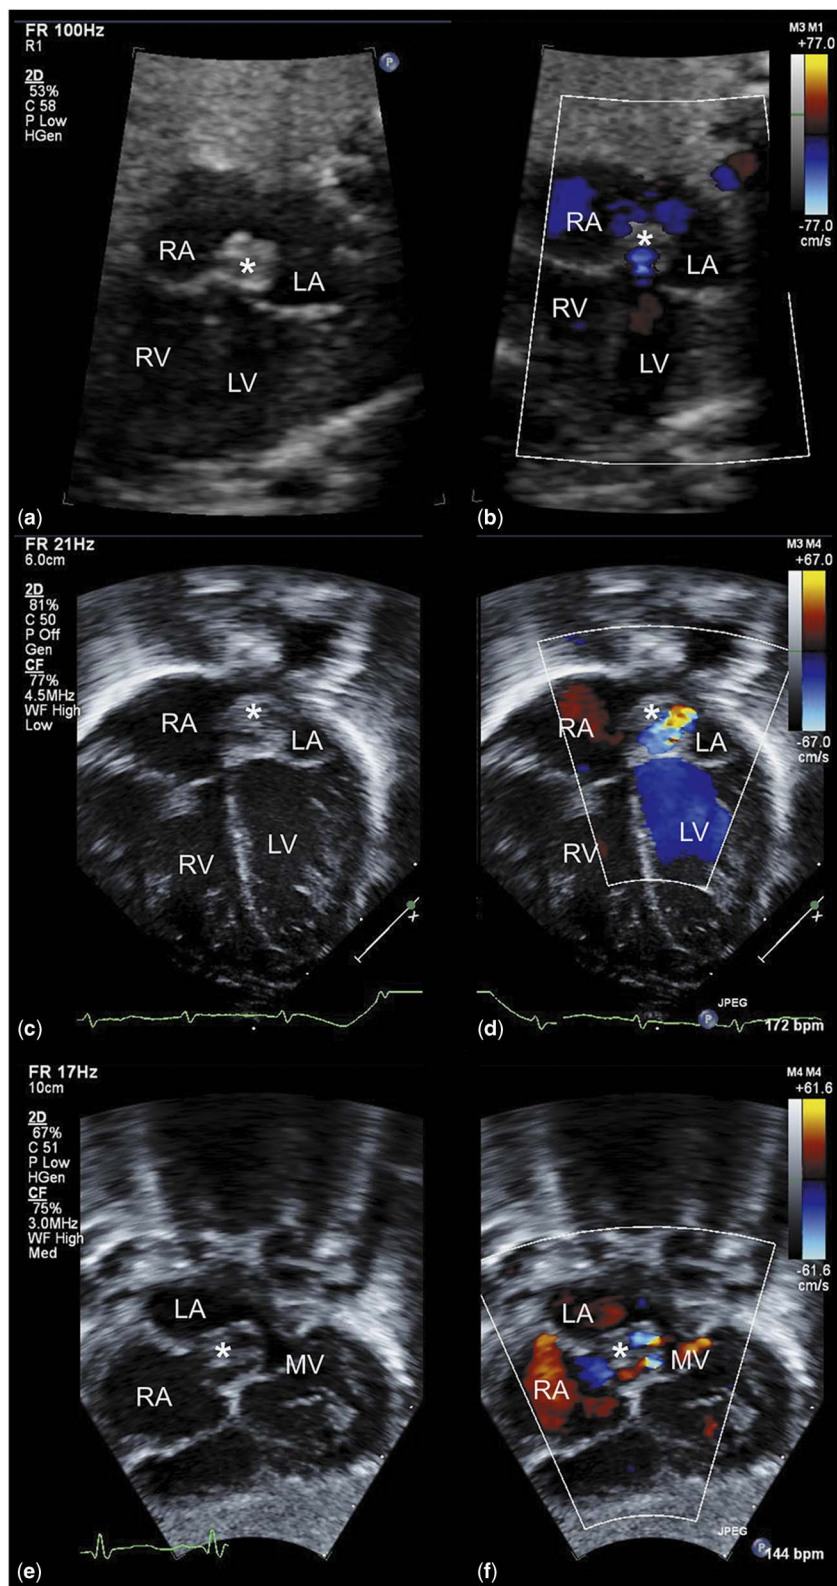 FR 100Hz
R1
2D
53%
C 58
P Low
HGen
P
RA
*
LA
RV
LV
(a)
M3 M1
+77.0
-77.0
cm/s
RA
*
LA
RV
LV
(b)
FR 21Hz
6.0cm
2D
81%
C 50
P Off
Gen
CF
77%
4.5MHz
WF High
Low
RA
*
LA
RV
LV
(c)
M3 M4
+67.0
-67.0
cm/s
RA
*
LA
RV
LV
JPEG
P
172 bpm
(d)
FR 17Hz
10cm
2D
67%
C 51
P Low
HGen
CF
75%
3.0MHz
WF High
Med
LA
*
MV
RA
(e)
M4 M4
+61.6
-61.6
cm/s
LA
*
MV
RA
JPEG
P
144 bpm
(f)